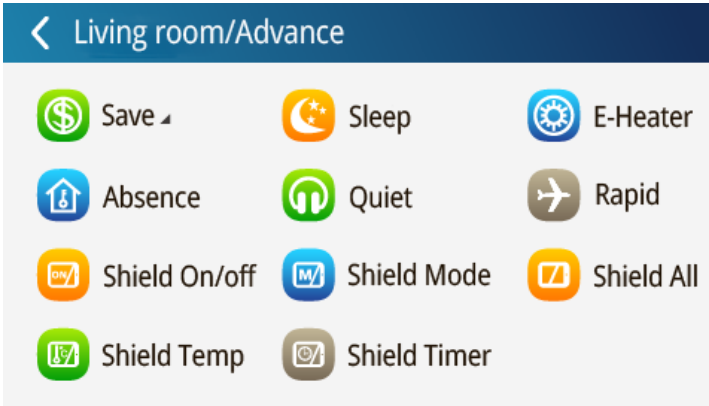 Living room/Advance
Save Sleep E-Heater
Absence Quiet Rapid
ON Shield On/off M Shield Mode Shield All
°C Shield Temp Shield Timer